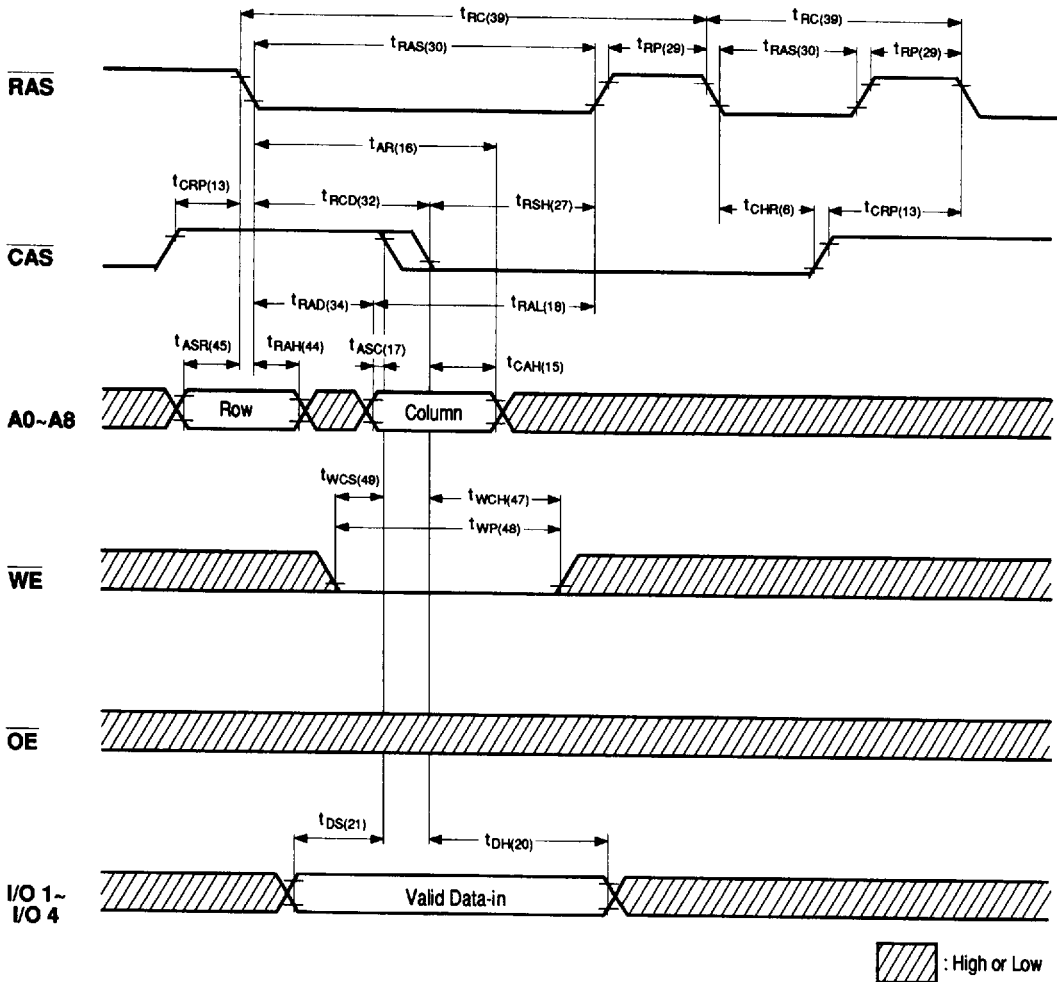 tRC(39) tRC(39)
tRAS(30) tRP(29) tRAS(30) tRP(29)
RAS
tAR(16)
tCRP(13) tRCD(32) tRSH(27) tCHR(6) tCRP(13)
CAS
tRAD(34) tRAL(18)
tASR(45) tRAH(44) tASC(17) tCAH(15)
A0~A8 Row Column
tWCS(49) tWCH(47)
tWP(48)
WE
OE
tDS(21) tDH(20)
I/O 1~
I/O 4 Valid Data-in
: High or Low